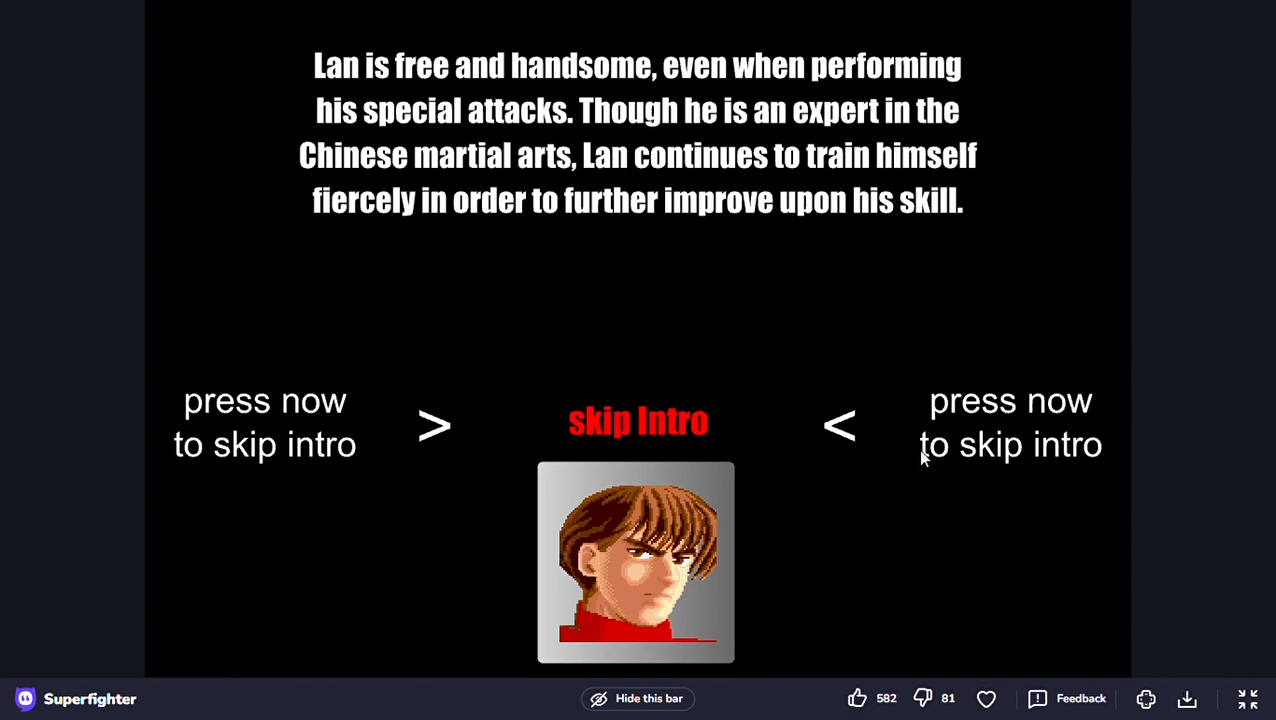 Lan is free and handsome, even when performing
his special attacks. Though he is an expert in the
Chinese martial arts, Lan continues to train himself
fiercely in order to further improve upon his skill.
press now
to skip intro
>
skip Intro
<
press now
to skip intro
Superfighter
Hide this bar
582
81
Feedback